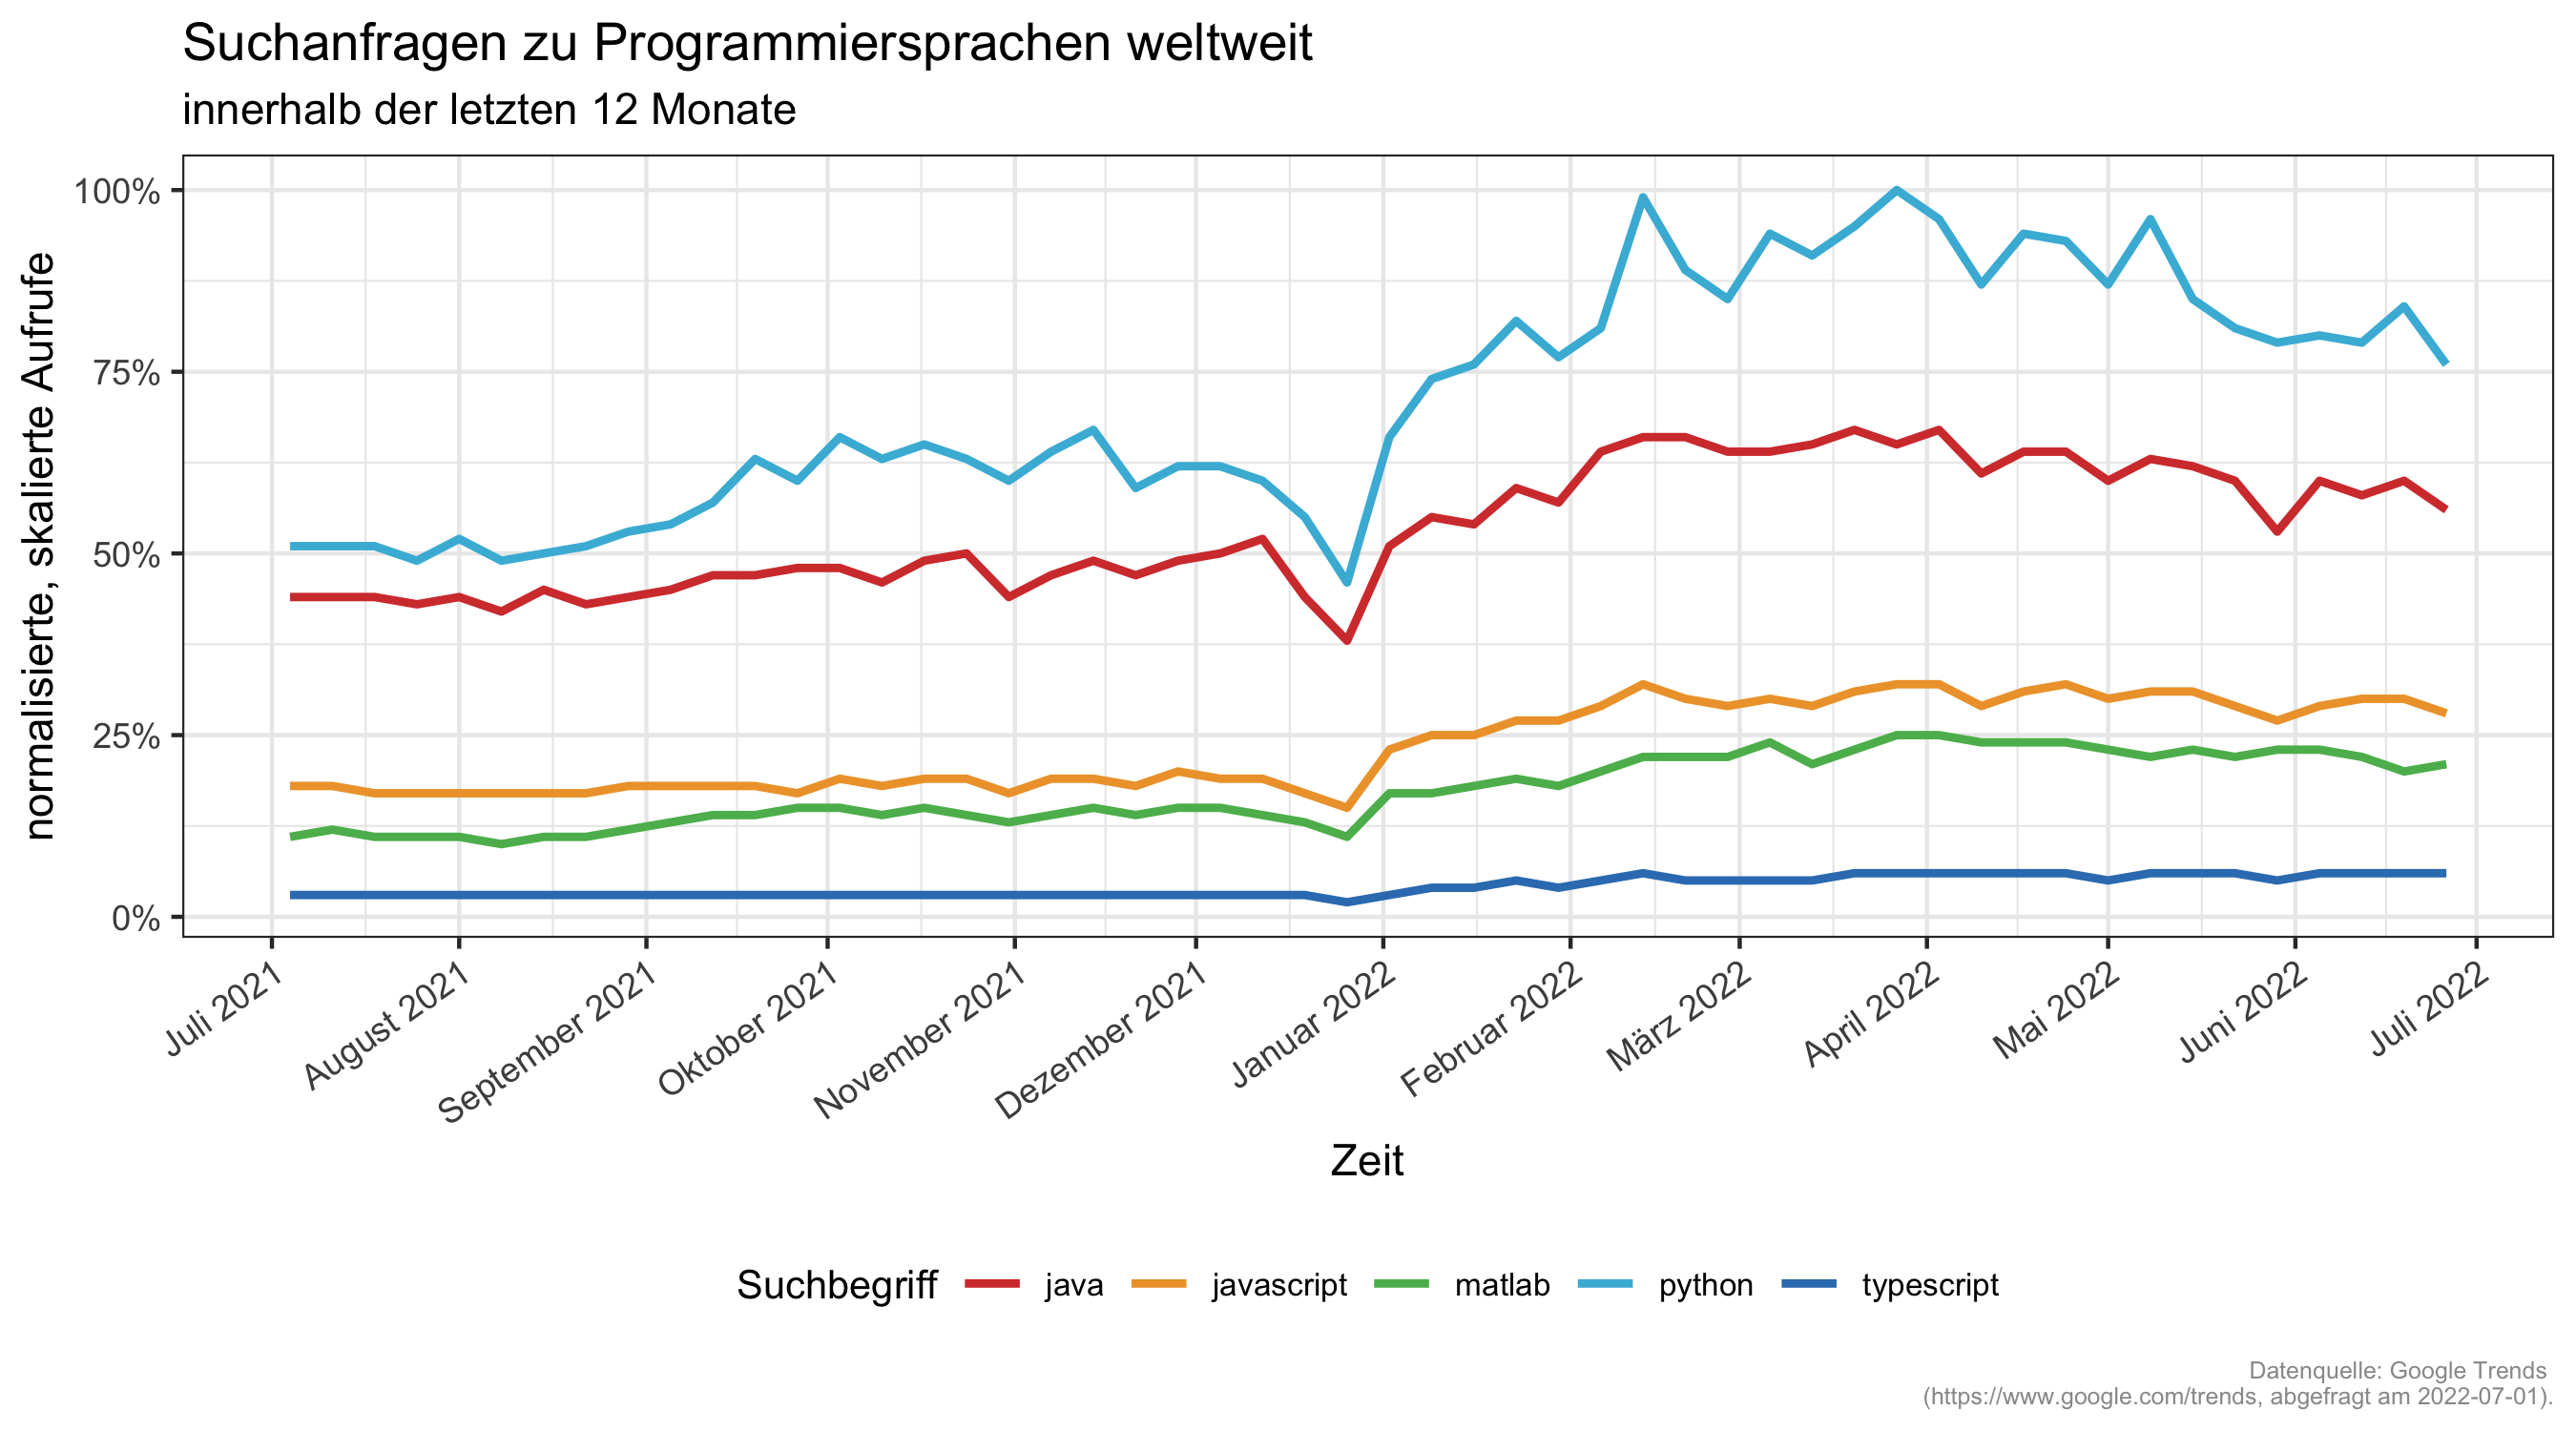 Suchanfragen zu Programmiersprachen weltweit
innerhalb der letzten 12 Monate
normalisierte, skalierte Aufrufe
100%
75%
50%
25%
0%
Juli 2021
August 2021
September 2021
Oktober 2021
November 2021
Dezember 2021
Januar 2022
Februar 2022
März 2022
April 2022
Mai 2022
Juni 2022
Juli 2022
Zeit
Suchbegriff java javascript matlab python typescript
Datenquelle: Google Trends
(https://www.google.com/trends, abgefragt am 2022-07-01).